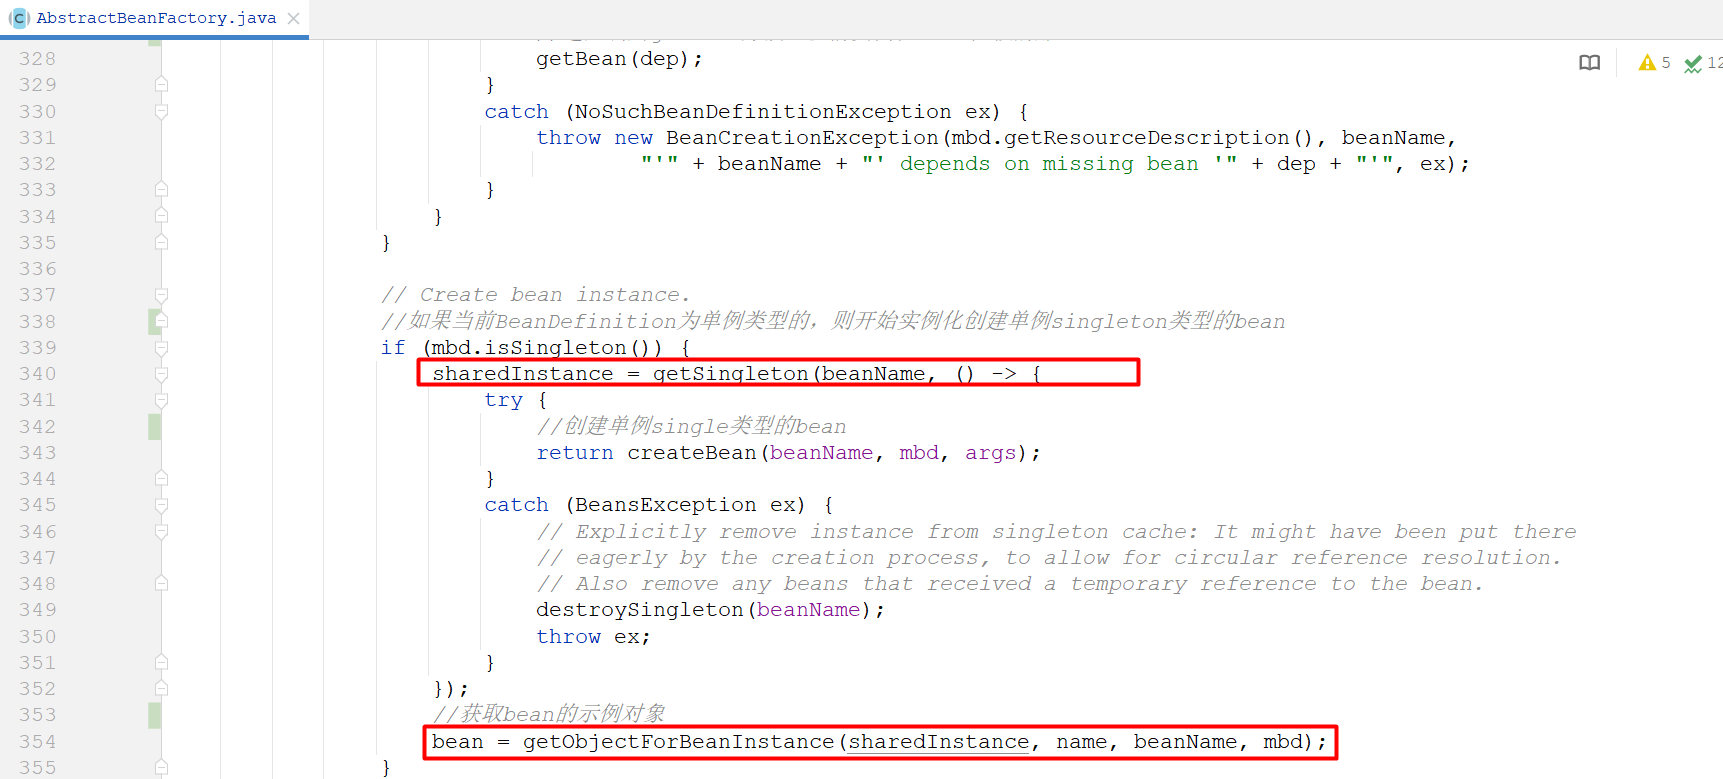 AbstractBeanFactory.java
5
12
328 getBean(dep);
329 }
330 catch (NoSuchBeanDefinitionException ex) {
331 throw new BeanCreationException(mbd.getResourceDescription(), beanName,
332 "'" + beanName + "' depends on missing bean '" + dep + "'", ex);
333 }
334 }
335 }
336
337 // Create bean instance.
338 //如果当前BeanDefinition为单例类型的，则开始实例化创建单例singleton类型的bean
339 if (mbd.isSingleton()) {
340 sharedInstance = getSingleton(beanName, () -> {
341 try {
342 //创建单例single类型的bean
343 return createBean(beanName, mbd, args);
344 }
345 catch (BeansException ex) {
346 // Explicitly remove instance from singleton cache: It might have been put there
347 // eagerly by the creation process, to allow for circular reference resolution.
348 // Also remove any beans that received a temporary reference to the bean.
349 destroySingleton(beanName);
350 throw ex;
351 }
352 });
353 //获取bean的示例对象
354 bean = getObjectForBeanInstance(sharedInstance, name, beanName, mbd);
355 }